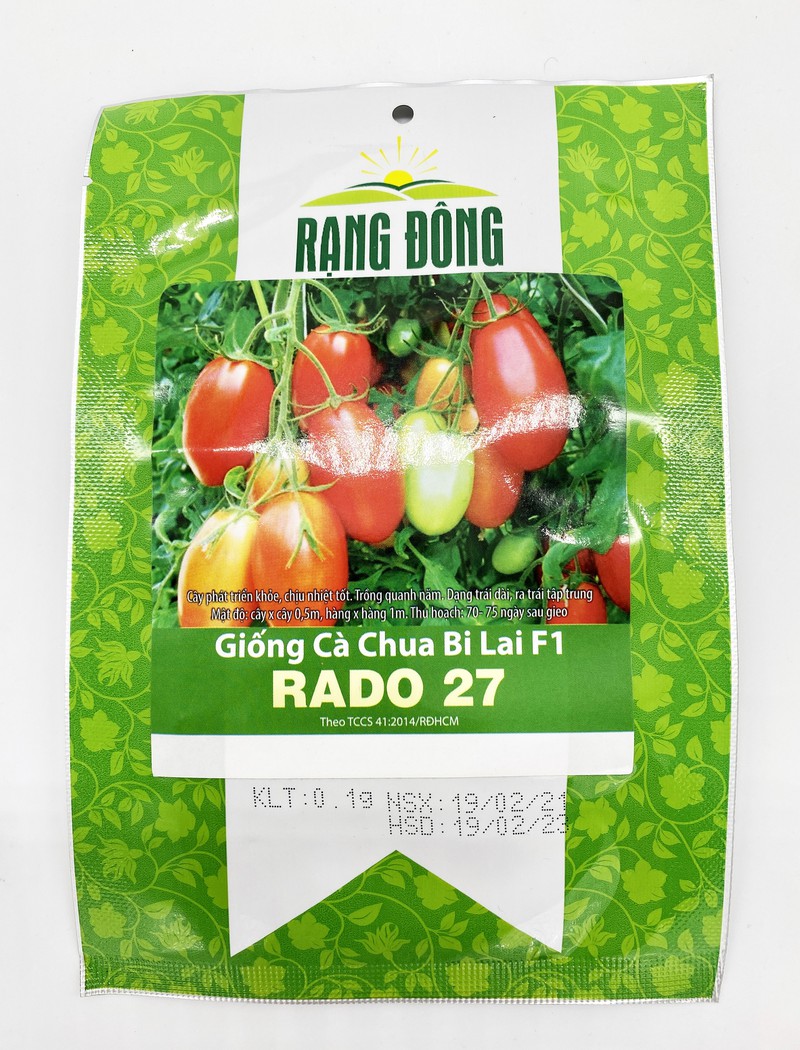 RẠNG ĐÔNG
Cây phát triển khỏe, chịu nhiệt tốt. Trồng quanh năm. Dạng trái dài, ra trái tập trung
Mật độ: cây x cây 0,5m, hàng x hàng 1m. Thu hoạch: 70- 75 ngày sau gieo
Giống Cà Chua Bi Lai F1
RADO 27
Theo TCCS 41:2014/RĐHCM
KLT:0.1g NSX:19/02/21
HSD:19/02/23